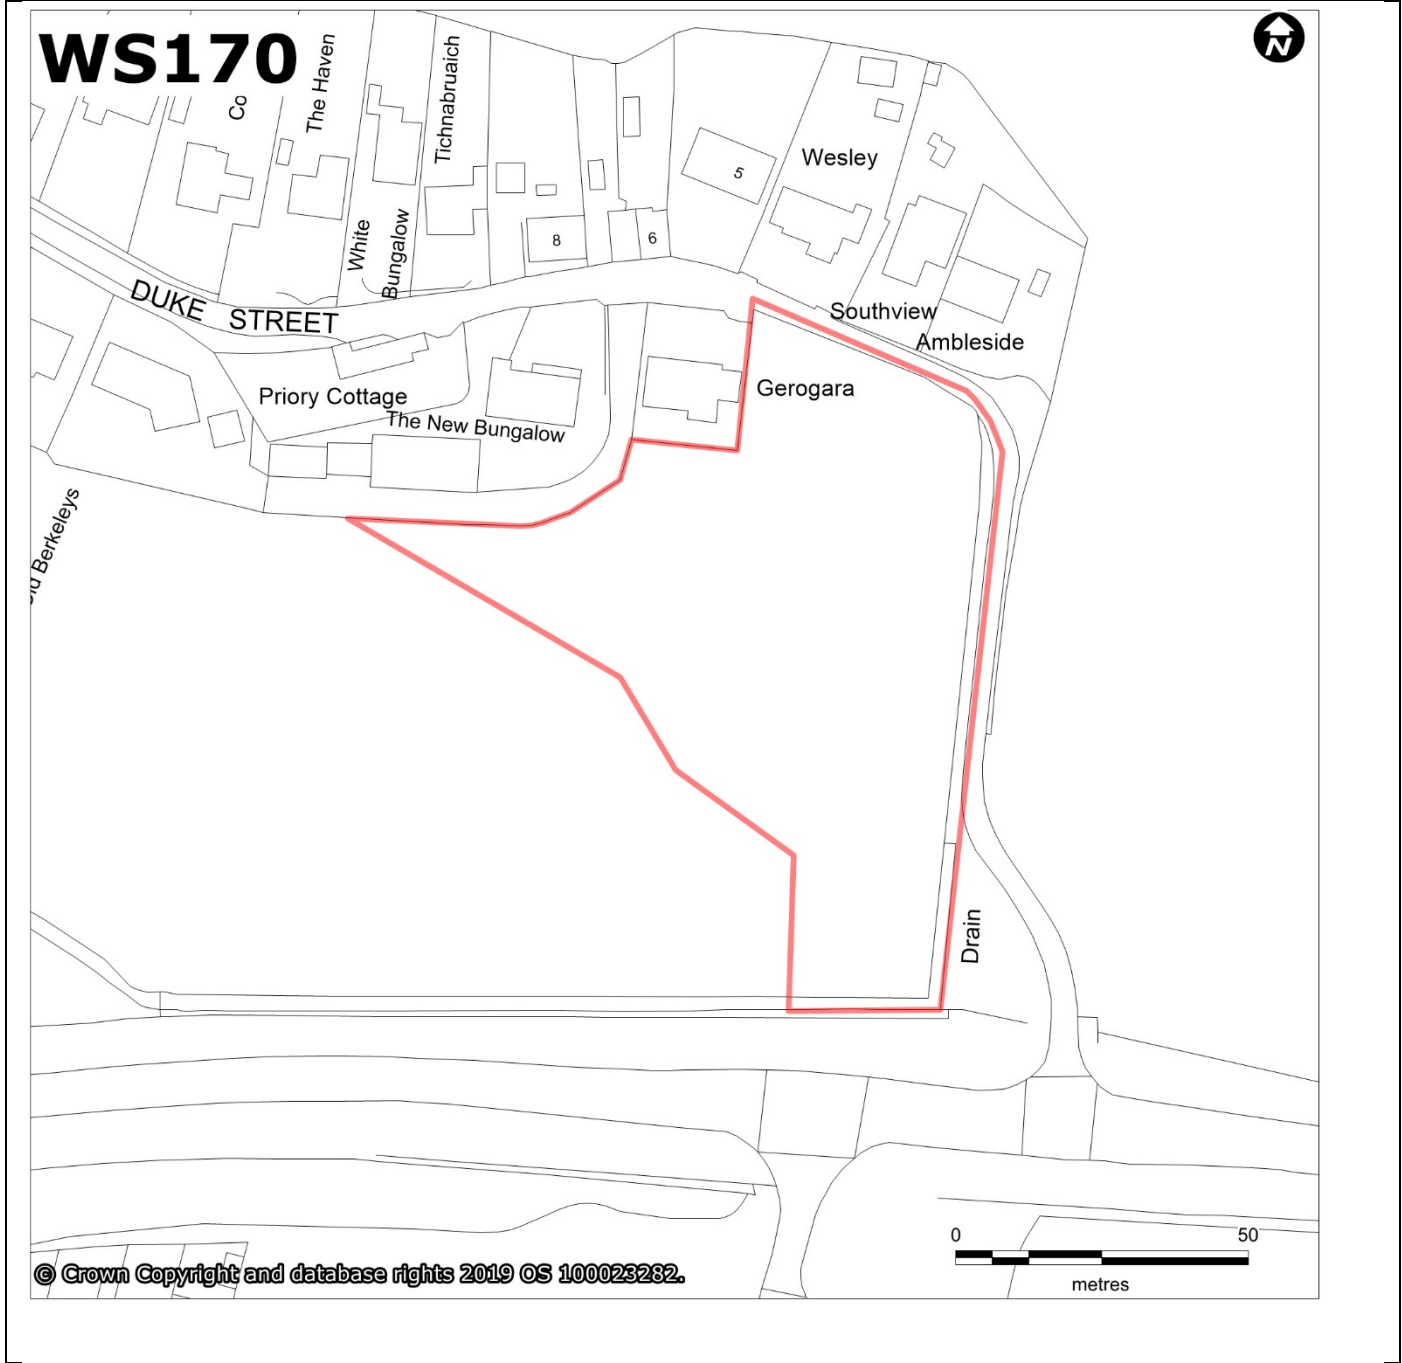 WS170
N
Co
The Haven
Tichnabruaich
White
Bungalow
5
Wesley
8
6
DUKE STREET
Southview
Ambleside
Priory Cottage
Gerogara
The New Bungalow
Berkeleys
Drain
0 50
metres
© Crown Copyright and database rights 2019 OS 100023282.